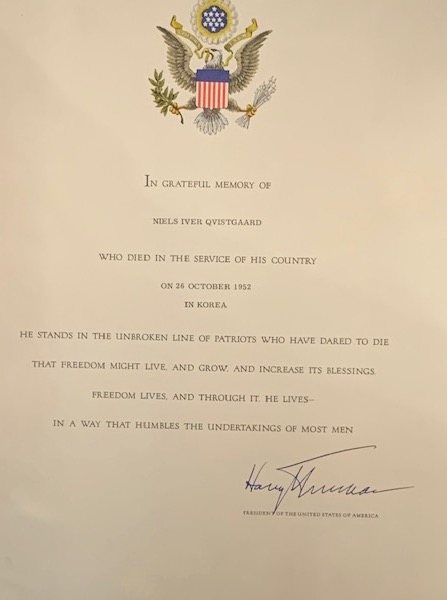 IN GRATEFUL MEMORY OF
NIELS IVER QVISTGAARD
WHO DIED IN THE SERVICE OF HIS COUNTRY
ON 28 OCTOBER 1952
IN KOREA
HE STANDS IN THE UNBROKEN LINE OF PATRIOTS WHO HAVE DARED TO DIE
THAT FREEDOM MIGHT LIVE, AND GROW, AND INCREASE ITS BLESSINGS.
FREEDOM LIVES, AND THROUGH IT, HE LIVES—
IN A WAY THAT HUMBLES THE UNDERTAKINGS OF MOST MEN
Harry Truman
PRESIDENT OF THE UNITED STATES OF AMERICA